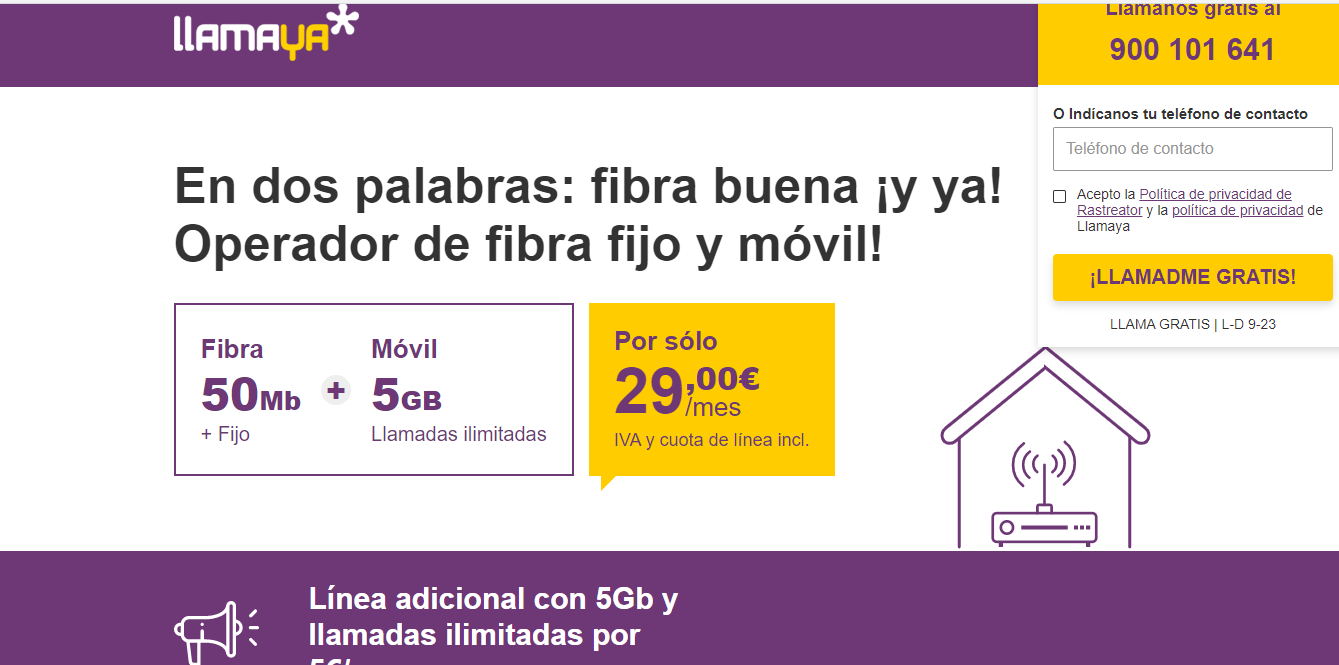 llamaya*
Llámanos gratis al
900 101 641
O Indícanos tu teléfono de contacto
Teléfono de contacto
Acepto la Política de privacidad de
Rastreator y la política de privacidad de
Llamaya
¡LLAMADME GRATIS!
LLAMA GRATIS | L-D 9-23
En dos palabras: fibra buena ¡y ya!
Operador de fibra fijo y móvil!
Fibra
50Mb
+ Fijo
+
Móvil
5GB
Llamadas ilimitadas
Por sólo
29,00€
/mes
IVA y cuota de línea incl.
Línea adicional con 5Gb y
llamadas ilimitadas por